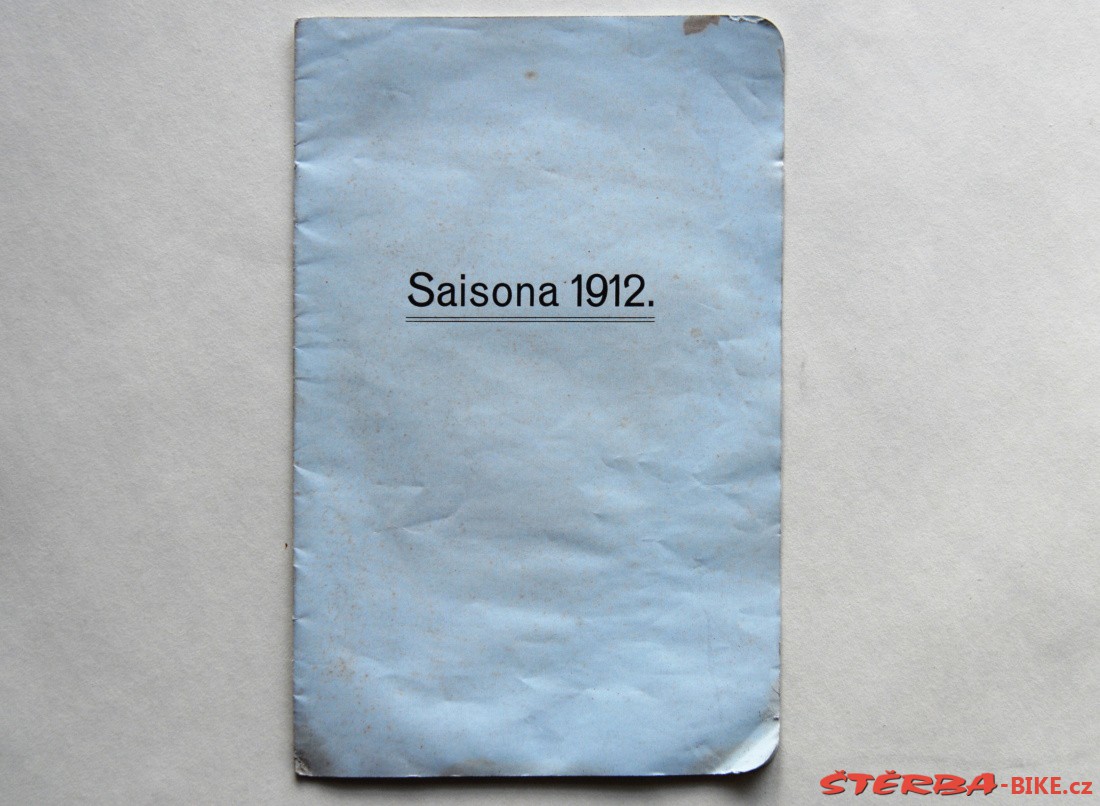 Saisona 1912.
ŠTĚRBA-BIKE.cz